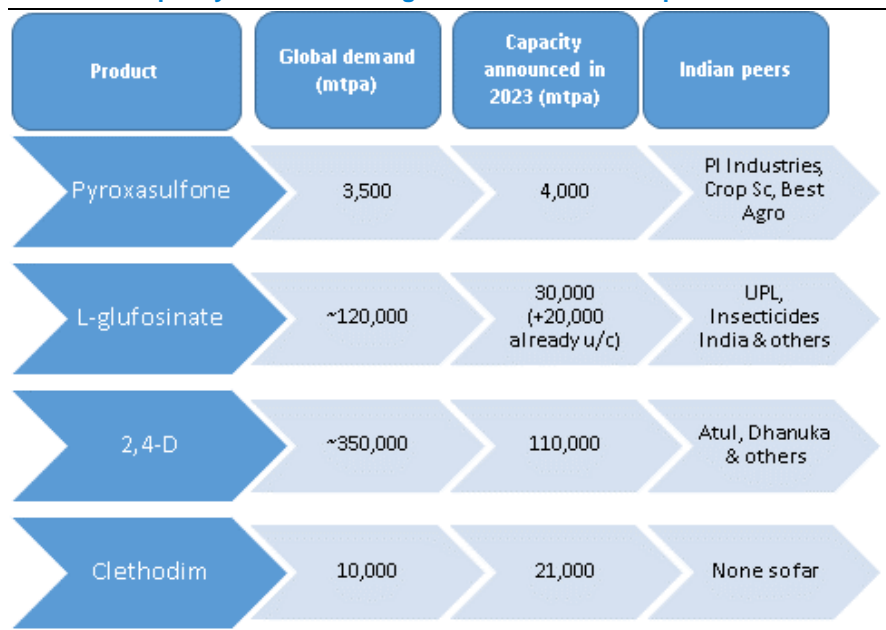 Product
Global demand
(mtpa)
Capacity
announced in
2023 (mtpa)
Indian peers
Pyroxasulfone
3,500
4,000
PI Industries,
Crop Sc, Best
Agro
L-glufosinate
~120,000
30,000
(+20,000
already u/c)
UPL,
Insecticides
India & others
2,4-D
~350,000
110,000
Atul, Dhanuka
& others
Clethodim
10,000
21,000
None so far